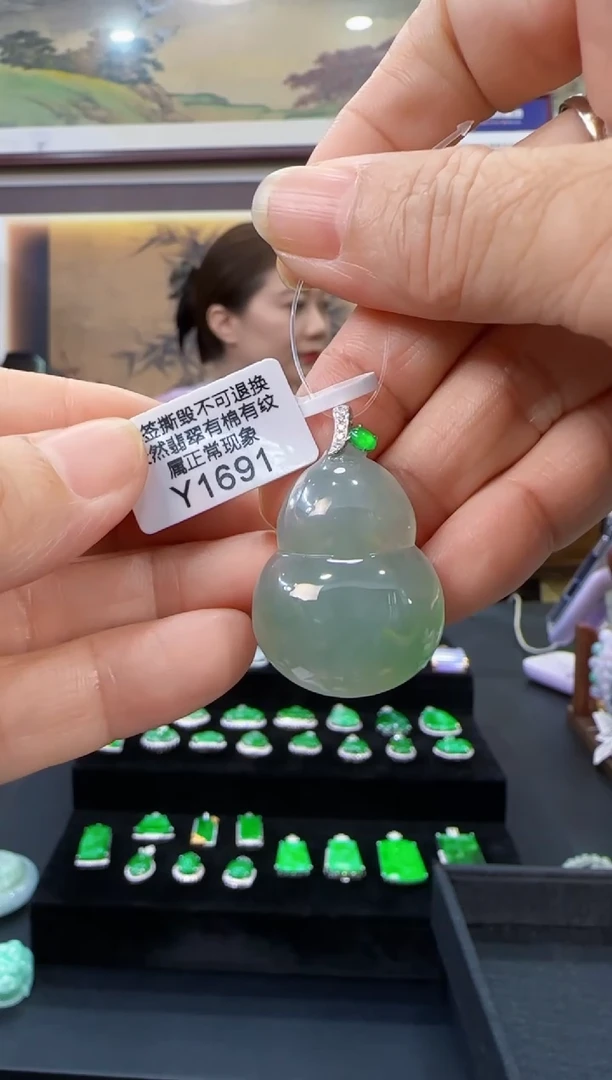 签撕毁不可退换
然翡翠有棉有纹
属正常现象
Y1691